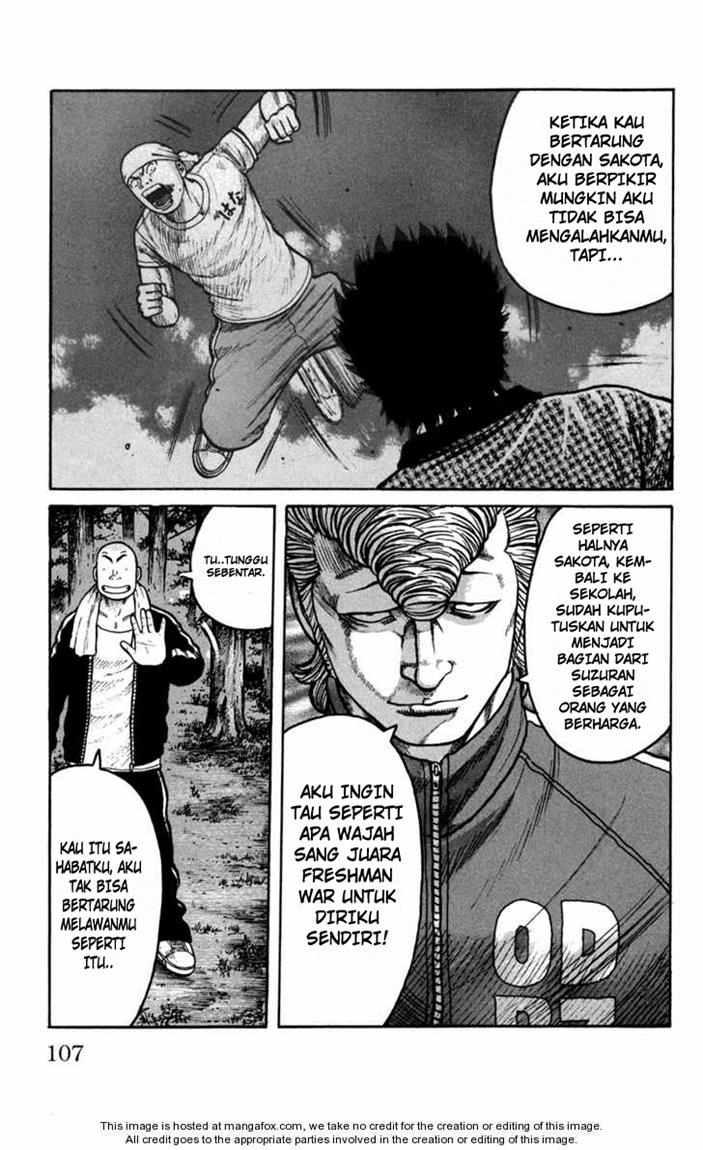 KETIKA KAU
BERTARUNG
DENGAN SAKOTA,
AKU BERPIKIR
MUNGKIN AKU
TIDAK BISA
MENGALAHKANMU,
TAPI...
はな
SEPERTI
HALNYA
SAKOTA, KEM-
BALI KE
SEKOLAH,
SUDAH KUPU-
TUSKAN UNTUK
MENJADI
BAGIAN DARI
SUZURAN
SEBAGAI
ORANG YANG
BERHARGA.
AKU INGIN
TAU SEPERTI
APA WAJAH
SANG JUARA
FRESHMAN
WAR UNTUK
DIRIKU
SENDIRI!
OD
TU..TUNGGU
SEBENTAR.
KAU ITU SA-
HABATKU, AKU
TAK BISA
BERTARUNG
MELAWANMU
SEPERTI
ITU..
107
This image is hosted at mangafox.com, we take no credit for the creation or editing of this image.
All credit goes to the appropriate parties involved in the creation or editing of this image.